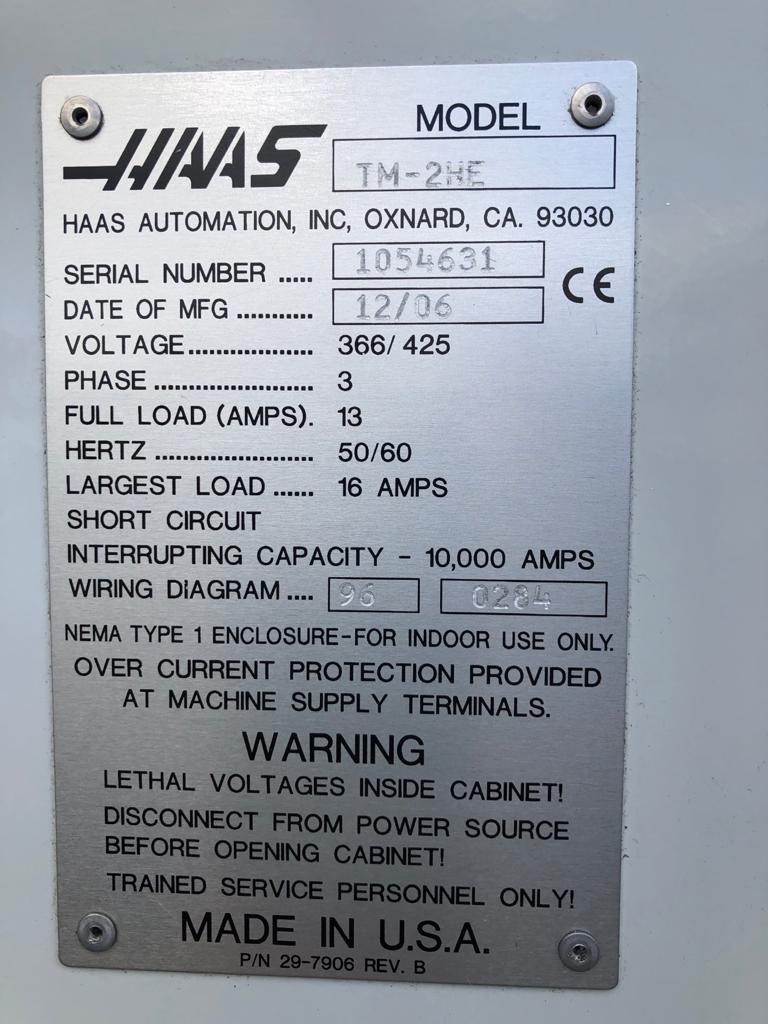 MODEL
HAAS TM-2HE
HAAS AUTOMATION, INC, OXNARD, CA. 93030
SERIAL NUMBER ..... 1054631
CE
DATE OF MFG ........... 12/06
VOLTAGE.................. 366/ 425
PHASE ....................... 3
FULL LOAD (AMPS). 13
HERTZ ....................... 50/60
LARGEST LOAD ...... 16 AMPS
SHORT CIRCUIT
INTERRUPTING CAPACITY - 10,000 AMPS
WIRING DIAGRAM .... 96 0284
NEMA TYPE 1 ENCLOSURE-FOR INDOOR USE ONLY.
OVER CURRENT PROTECTION PROVIDED
AT MACHINE SUPPLY TERMINALS.
WARNING
LETHAL VOLTAGES INSIDE CABINET!
DISCONNECT FROM POWER SOURCE
BEFORE OPENING CABINET!
TRAINED SERVICE PERSONNEL ONLY!
MADE IN U.S.A.
P/N 29-7906 REV. B